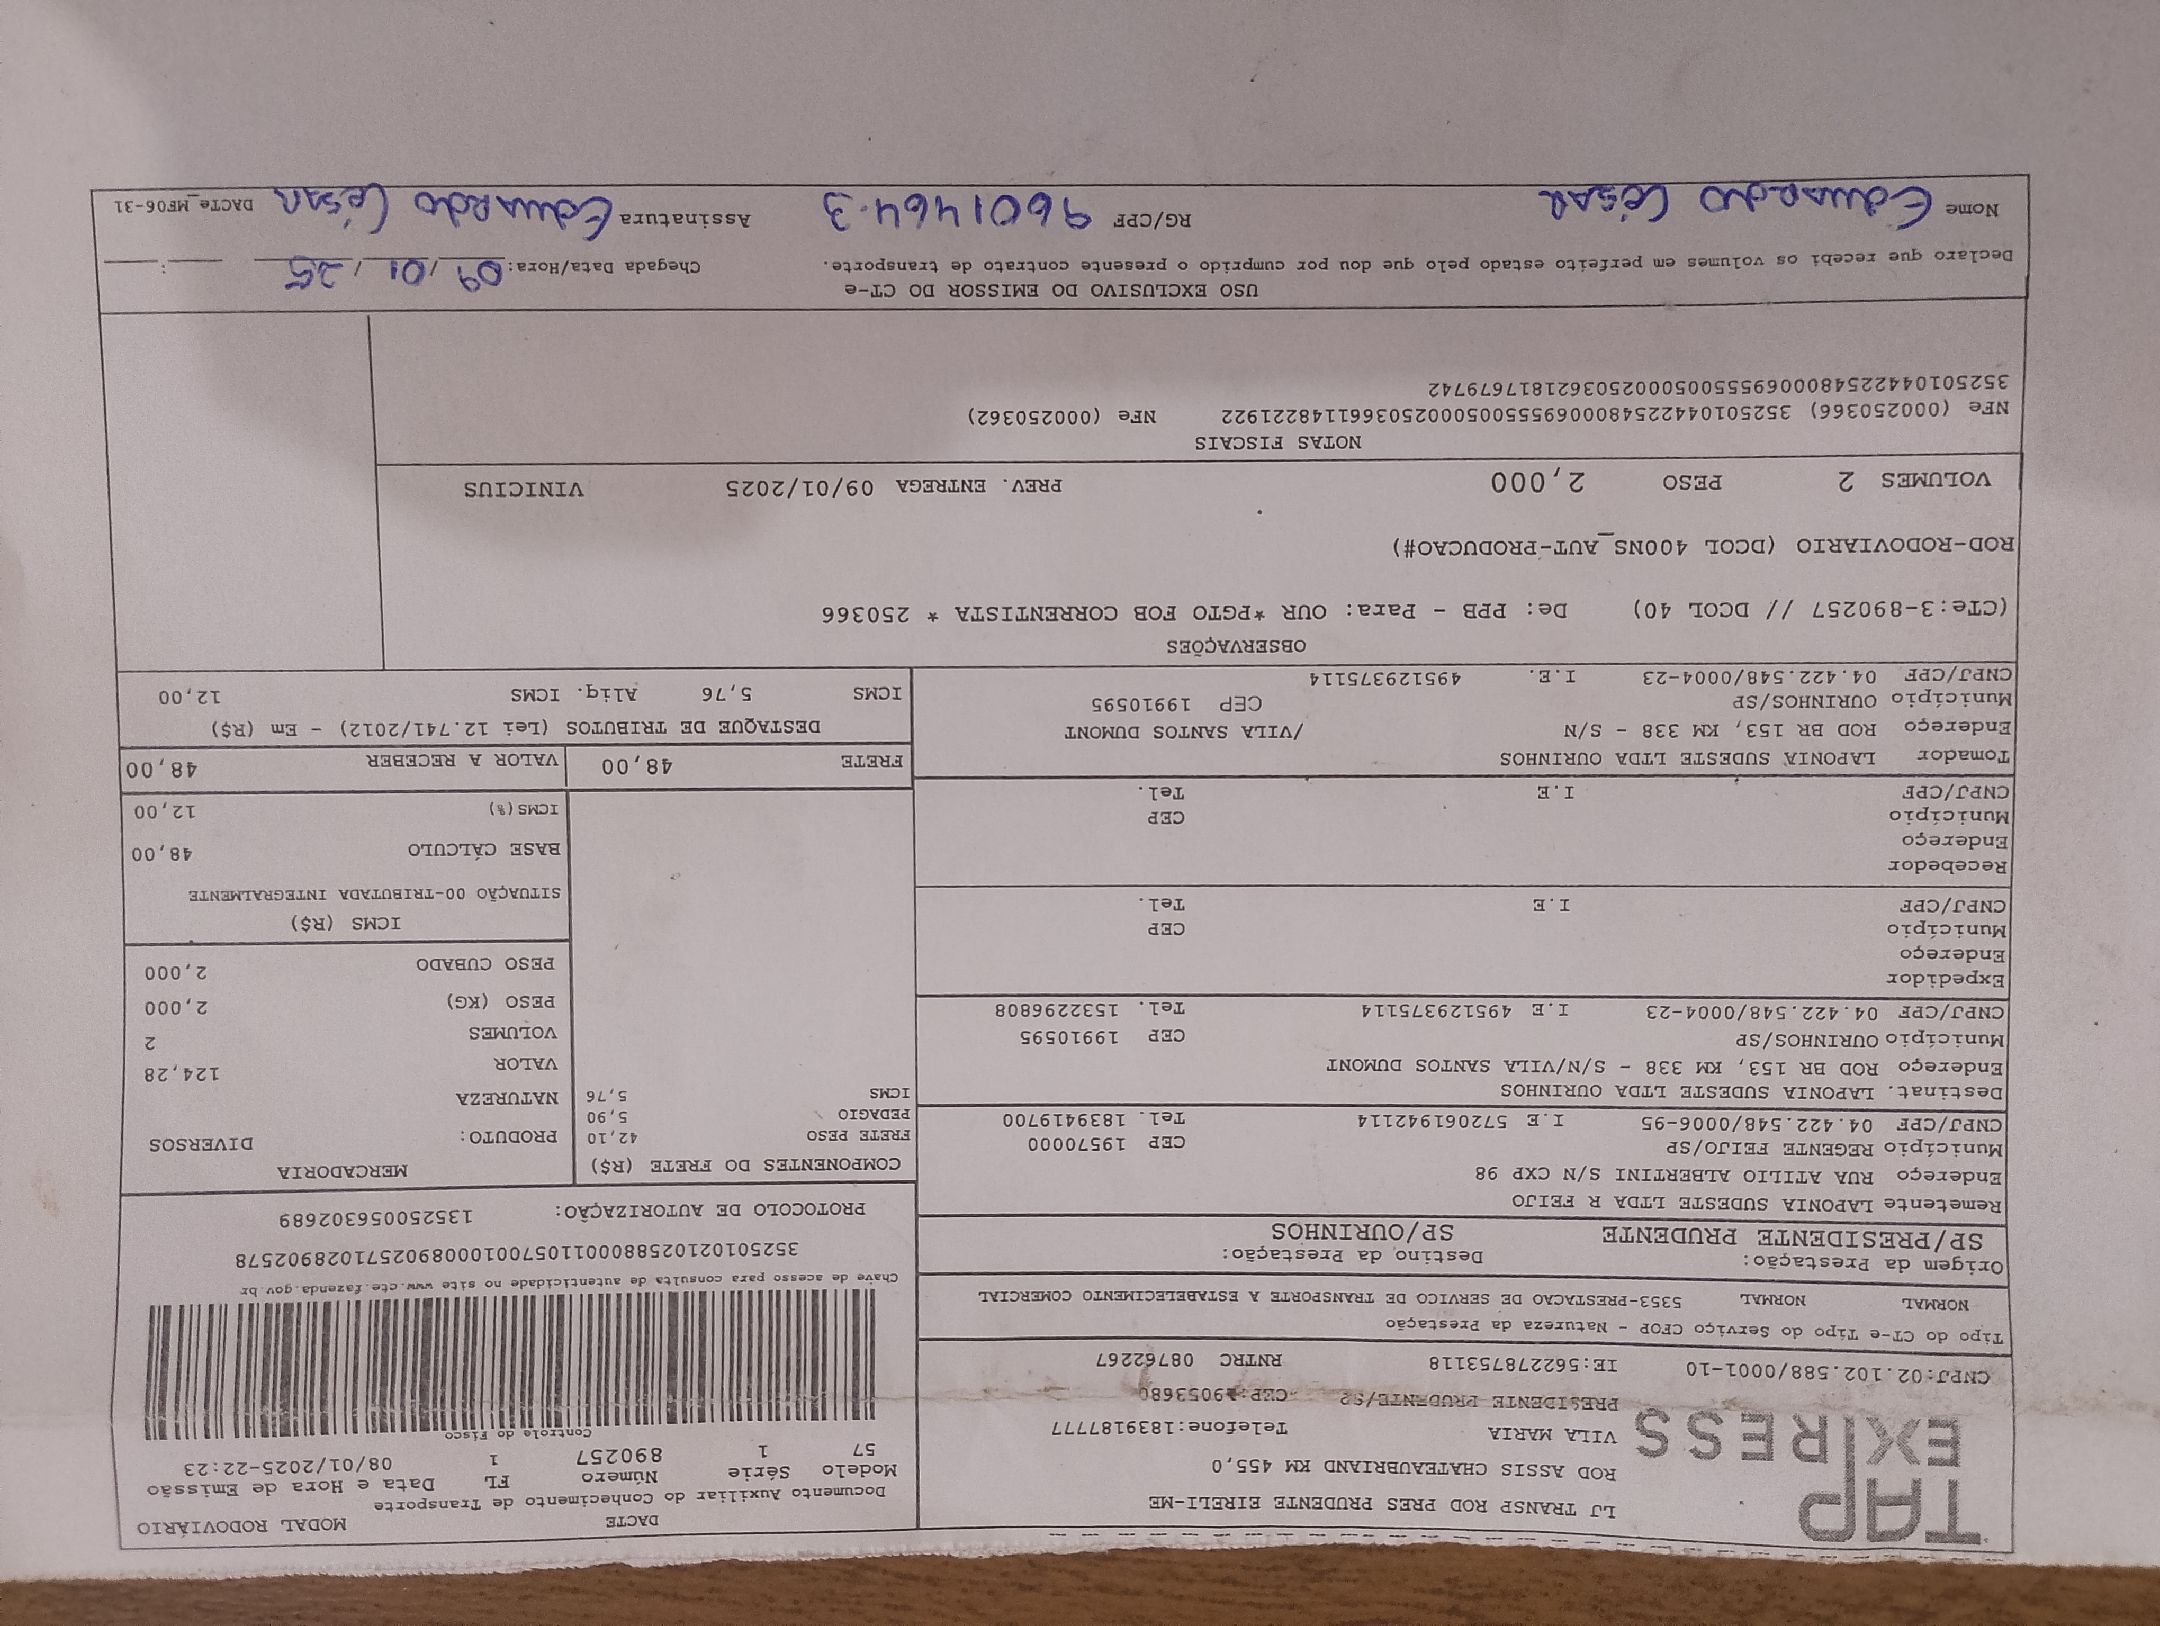 TAP EXPRESS
LJ TRANSP ROD PRES PRUDENTE EIRELI-ME
ROD ASSIS CHATEAUBRIAND KM 455,0
VILA MARIA Telefone:1839187777
PRESIDENTE PRUDENTE/SP CEP:19053680
CNPJ:02.102.588/0001-10 IE:562278753118 RNTRC 08762267
DACTE MODAL RODOVIÁRIO
Documento Auxiliar do Conhecimento de Transporte
Modelo Série Número FL Data e Hora de Emissão
57 1 890257 1 08/01/2025-22:23
Controle do Fisco
Chave de acesso para consulta de autenticidade no site www.cte.fazenda.gov.br
35250102102588000110570010008902571028902578
PROTOCOLO DE AUTORIZAÇÃO: 135250056302689
Tipo do CT-e Tipo do Serviço CFOP - Natureza da Prestação
NORMAL NORMAL 5353-PRESTACAO DE SERVICO DE TRANSPORTE A ESTABELECIMENTO COMERCIAL
Origem da Prestação: Destino da Prestação:
SP/PRESIDENTE PRUDENTE SP/OURINHOS
Remetente LAPONIA SUDESTE LTDA R FEIJO
Endereço RUA ATILIO ALBERTINI S/N CXP 98
Município REGENTE FEIJO/SP CEP 19570000
CNPJ/CPF 04.422.548/0006-95 I.E 572061942114 Tel. 1839419700
Destinat. LAPONIA SUDESTE LTDA OURINHOS
Endereço ROD BR 153, KM 338 - S/N/VILA SANTOS DUMONT
Município OURINHOS/SP CEP 19910595
CNPJ/CPF 04.422.548/0004-23 I.E 495129375114 Tel. 1532296808
Expedidor
Endereço
Município CEP
CNPJ/CPF I.E Tel.
Recebedor
Endereço
Município CEP
CNPJ/CPF I.E Tel.
Tomador LAPONIA SUDESTE LTDA OURINHOS
Endereço ROD BR 153, KM 338 - S/N /VILA SANTOS DUMONT
Município OURINHOS/SP CEP 19910595
CNPJ/CPF 04.422.548/0004-23 I.E. 495129375114
COMPONENTES DO FRETE (R$)
FRETE PESO 42,10
PEDAGIO 5,90
ICMS 5,76
MERCADORIA
PRODUTO: DIVERSOS
NATUREZA
VALOR 124,28
VOLUMES 2
PESO (KG) 2,000
PESO CUBADO 2,000
ICMS (R$)
SITUAÇÃO 00-TRIBUTADA INTEGRALMENTE
BASE CÁLCULO 48,00
ICMS(%) 12,00
FRETE 48,00 VALOR A RECEBER 48,00
DESTAQUE DE TRIBUTOS (Lei 12.741/2012) - Em (R$)
ICMS 5,76 Aliq. ICMS 12,00
OBSERVAÇÕES
(CTe:3-890257 // DCOL 40) De: PPB - Para: OUR *PGTO FOB CORRENTISTA * 250366
ROD-RODOVIARIO (DCOL 400NS_AUT-PRODUCAO#)
VOLUMES 2 PESO 2,000 PREV. ENTREGA 09/01/2025 VINICIUS
NOTAS FISCAIS
NFe (000250366) 35250104422548000695550050002503661148221922 NFe (000250362)
35250104422548000695550050002503621817679742
USO EXCLUSIVO DO EMISSOR DO CT-e
Declaro que recebi os volumes em perfeito estado pelo que dou por cumprido o presente contrato de transporte. Chegada Data/Hora: 09/01/25 :
Nome Eduardo César RG/CPF 9601464-3 Assinatura Eduardo César DACTe_MF06-31